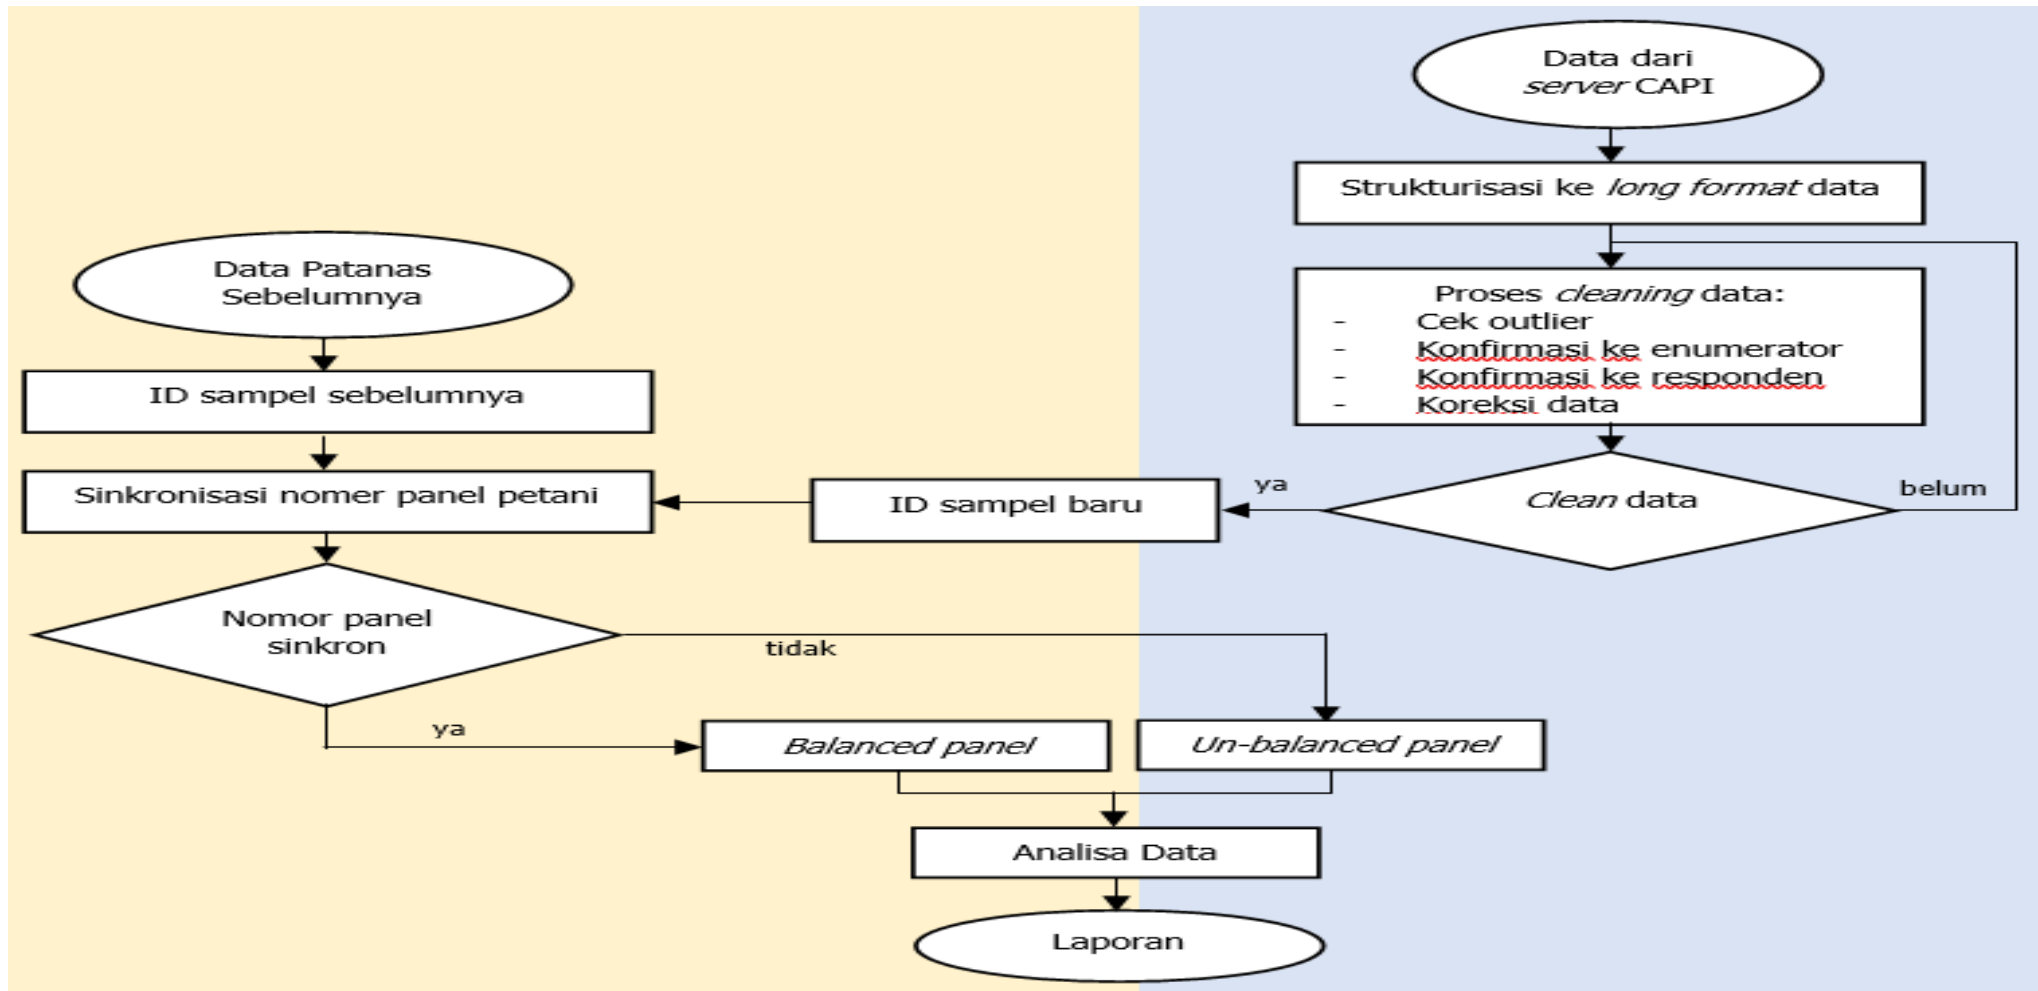 Data dari
server CAPI
Strukturisasi ke long format data
Proses cleaning data:
- Cek outlier
- Konfirmasi ke enumerator
- Konfirmasi ke responden
- Koreksi data
Clean data
belum
ya
ID sampel baru
Data Patanas
Sebelumnya
ID sampel sebelumnya
Sinkronisasi nomer panel petani
Nomor panel
sinkron
tidak
ya
Balanced panel
Un-balanced panel
Analisa Data
Laporan